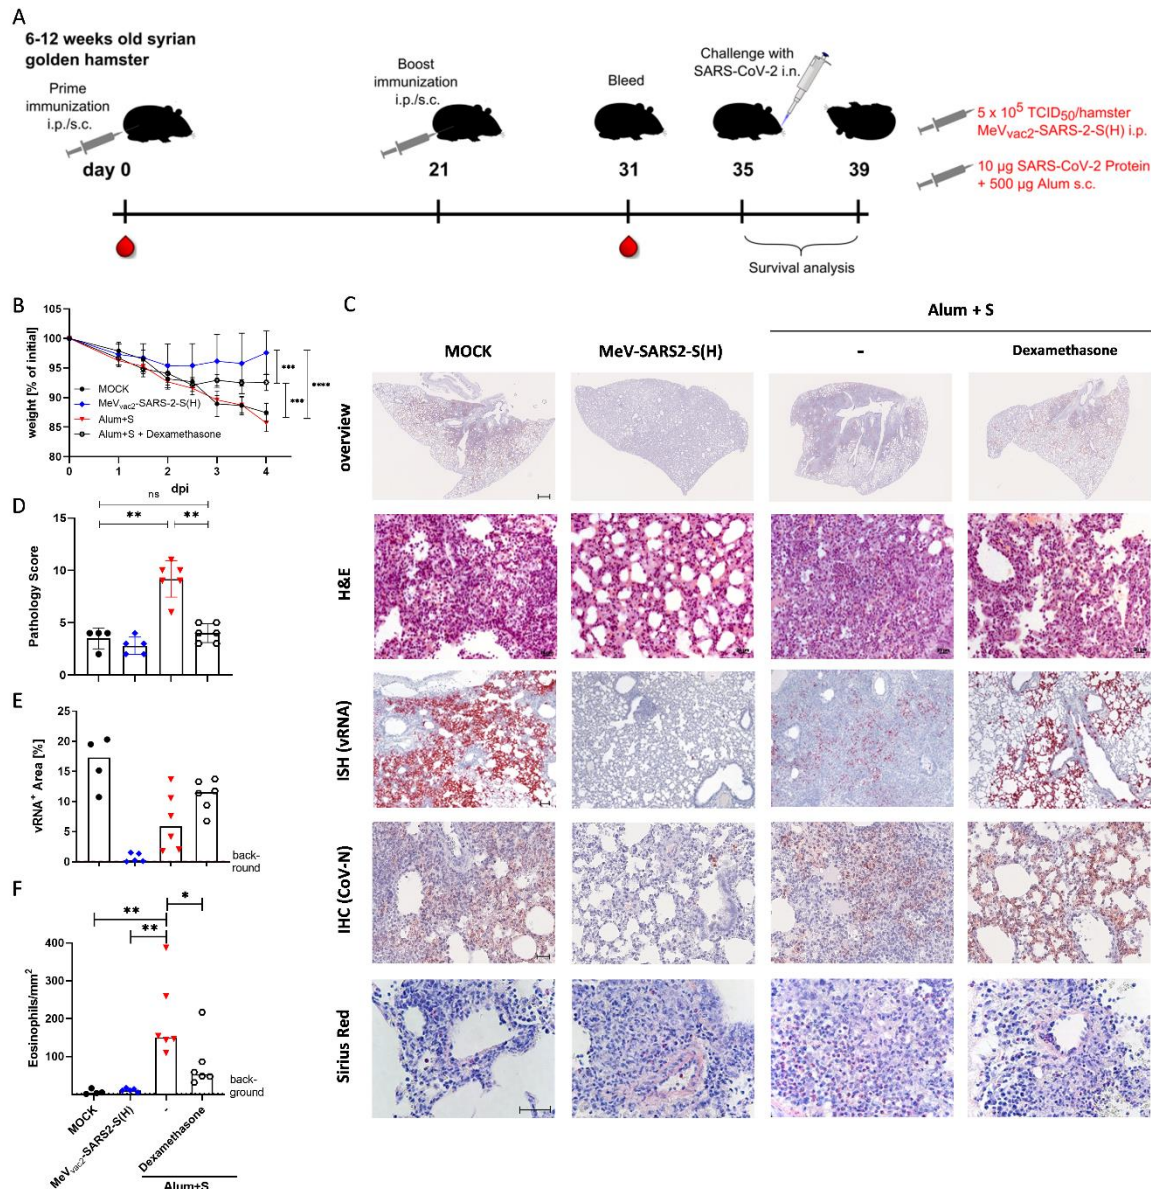 A
6-12 weeks old syrian
golden hamster
Prime
immunization
i.p./s.c.
Boost
immunization
i.p./s.c.
Bleed
Challenge with
SARS-CoV-2 i.n.
5 x 10⁵ TCID₅₀/hamster
MeVvac2-SARS-2-S(H) i.p.
10 µg SARS-CoV-2 Protein
+ 500 µg Alum s.c.
day 0
21
31
35
39
Survival analysis
B
weight [% of initial]
105
100
95
90
85
80
0
1
2
3
4
dpi
MOCK
MeVvac2-SARS-2-S(H)
Alum+S
Alum+S + Dexamethasone
***
***
****
C
Alum + S
MOCK
MeV-SARS2-S(H)
-
Dexamethasone
overview
H&E
ISH (vRNA)
IHC (CoV-N)
Sirius Red
D
Pathology Score
15
10
5
0
ns
**
**
E
vRNA⁺ Area [%]
25
20
15
10
5
0
back-
round
F
Eosinophils/mm²
400
300
200
100
**
**
*
back-
ground
MOCK
MeVvac2-SARS2-S(H)
-
Dexamethasone
Alum+S